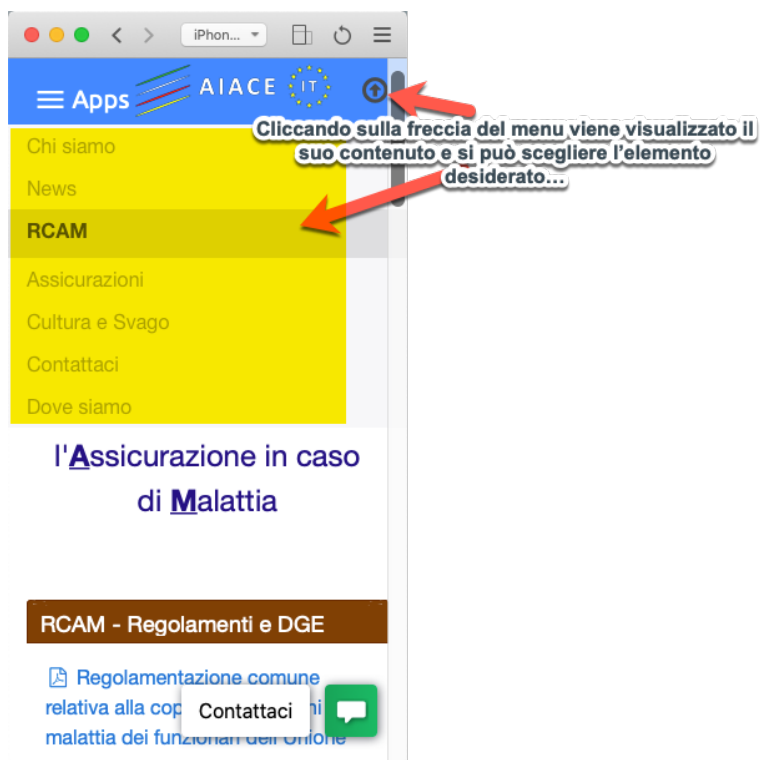 iPhon...
Apps
AIACE IT
Cliccando sulla freccia del menu viene visualizzato il
suo contenuto e si può scegliere l'elemento
desiderato...
Chi siamo
News
RCAM
Assicurazioni
Cultura e Svago
Contattaci
Dove siamo
l'Assicurazione in caso
di Malattia
RCAM - Regolamenti e DGE
Regolamentazione comune
relativa alla cop
Contattaci
malattia dei funzionari dell'Unione